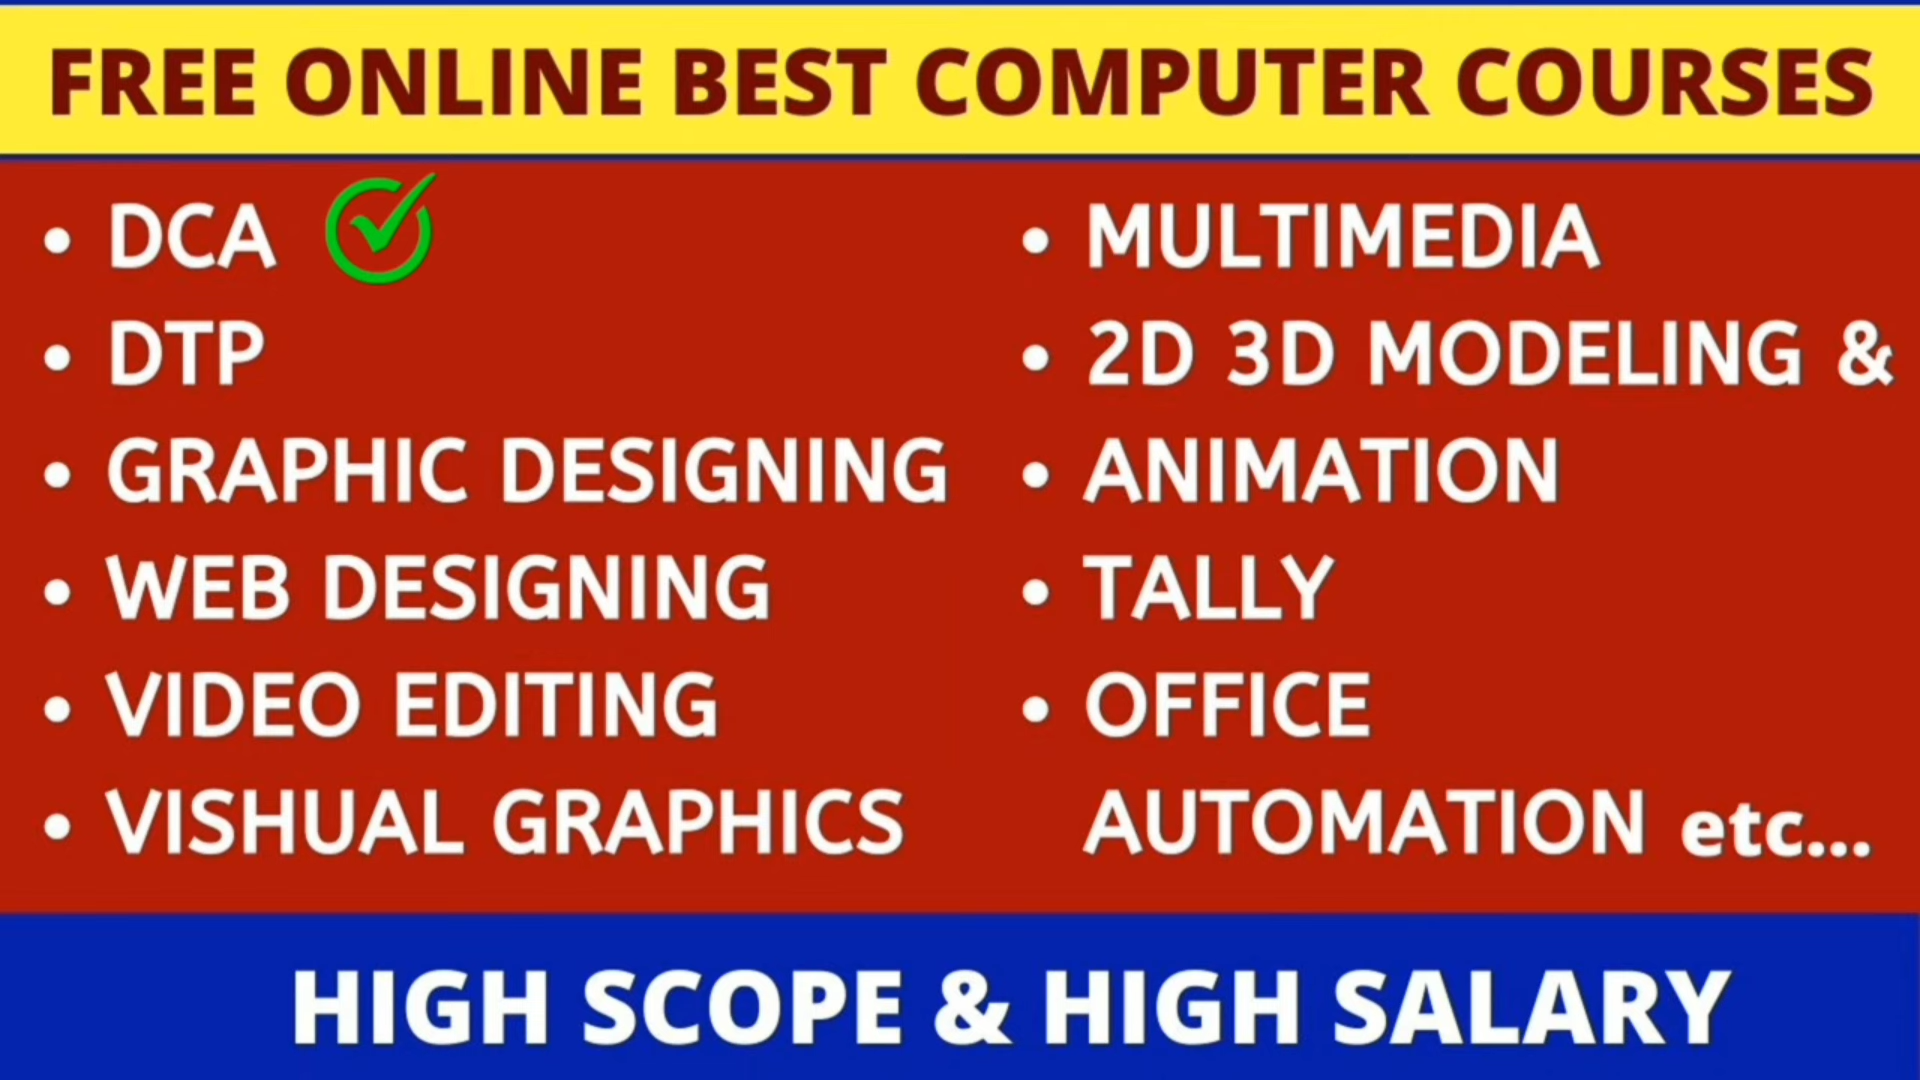 FREE ONLINE BEST COMPUTER COURSES
• DCA
• DTP
• GRAPHIC DESIGNING
• WEB DESIGNING
• VIDEO EDITING
• VISHUAL GRAPHICS
• MULTIMEDIA
• 2D 3D MODELING &
• ANIMATION
• TALLY
• OFFICE
AUTOMATION etc...
HIGH SCOPE & HIGH SALARY